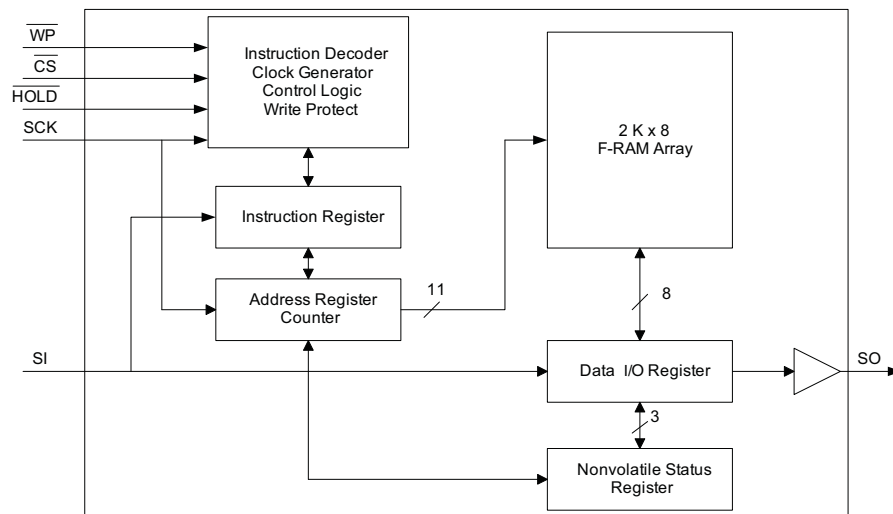 WP
CS
HOLD
SCK
Instruction Decoder
Clock Generator
Control Logic
Write Protect
2 K x 8
F-RAM Array
Instruction Register
Address Register
Counter
11
8
SI
Data I/O Register
SO
3
Nonvolatile Status
Register